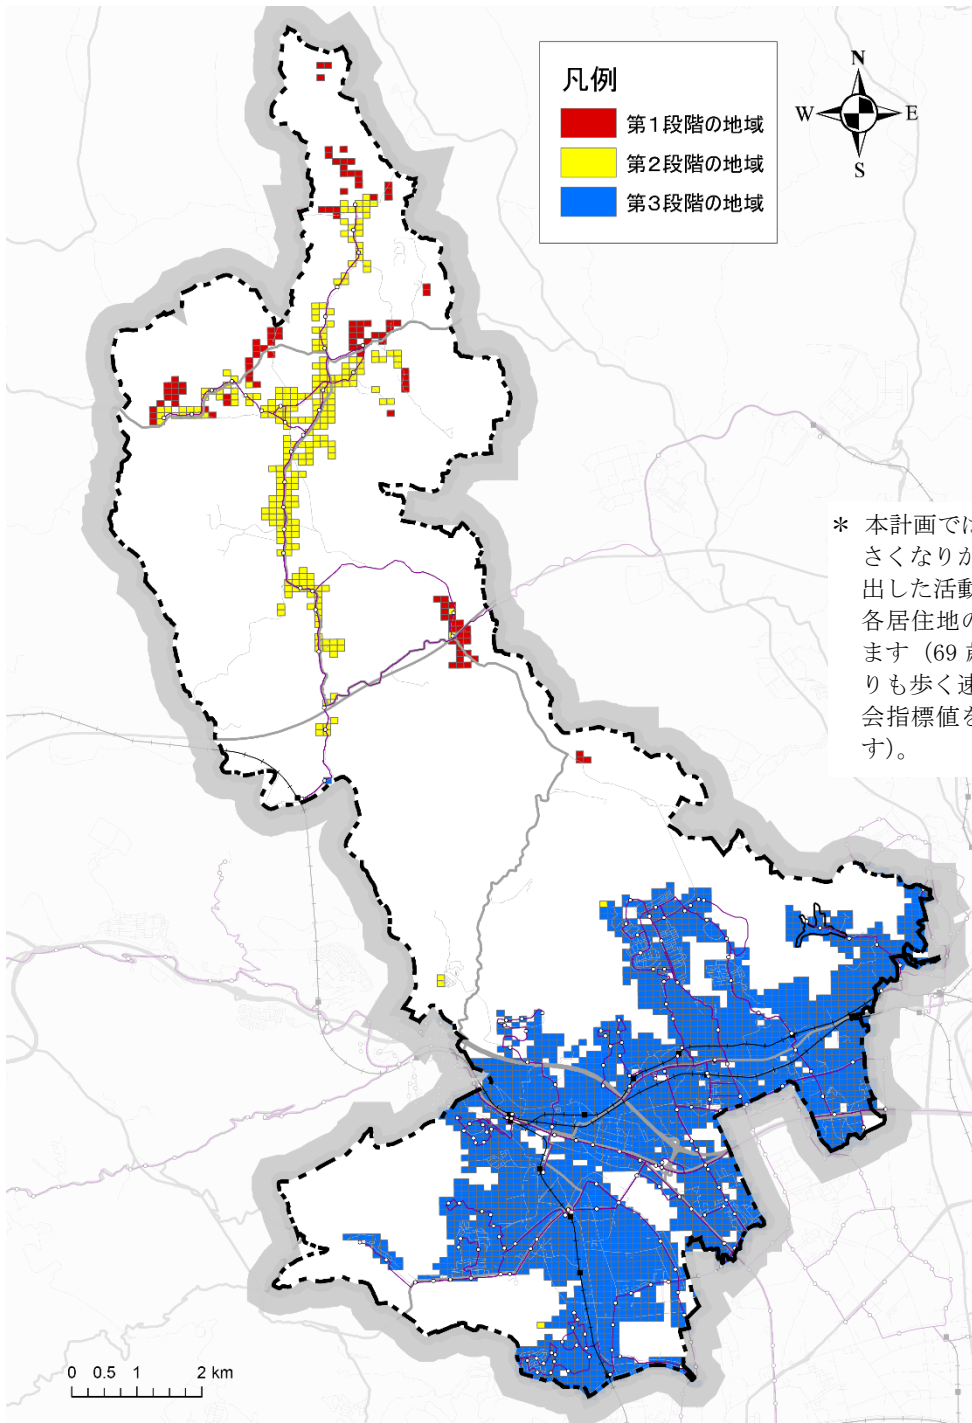 凡例
第1段階の地域
第2段階の地域
第3段階の地域
N
W
E
S
＊ 本計画では
さくなりが
出した活動
各居住地の
ます（69 歳
りも歩く速
会指標値を
す）。
0 0.5 1 2 km